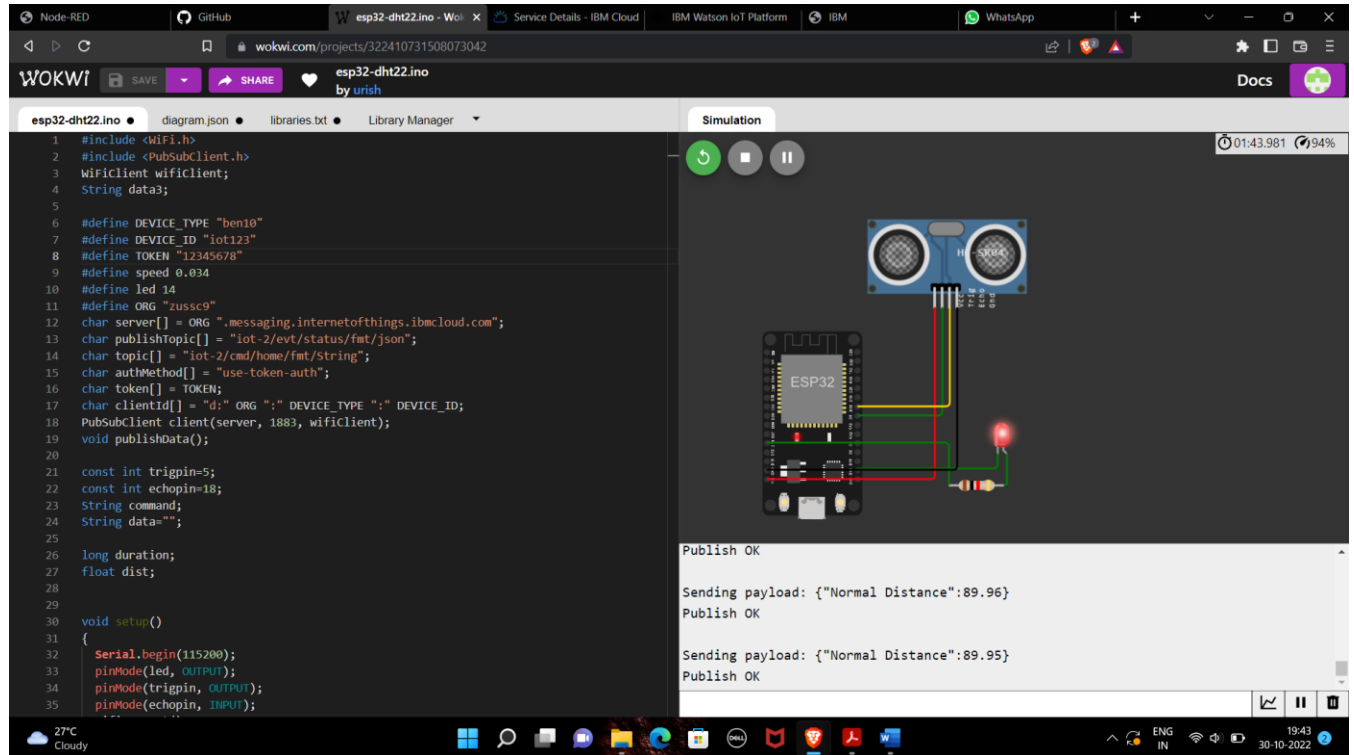 Node-RED
GitHub
esp32-dht22.ino - Wok
Service Details - IBM Cloud
IBM Watson IoT Platform
IBM
WhatsApp
wokwi.com/projects/322410731508073042
WOKWi
SAVE
SHARE
esp32-dht22.ino
by urish
Docs
esp32-dht22.ino
diagram.json
libraries.txt
Library Manager
1 #include <WiFi.h>
2 #include <PubSubClient.h>
3 WiFiClient wifiClient;
4 String data3;
5
6 #define DEVICE_TYPE "ben10"
7 #define DEVICE_ID "iot123"
8 #define TOKEN "12345678"
9 #define speed 0.034
10 #define led 14
11 #define ORG "zussc9"
12 char server[] = ORG ".messaging.internetofthings.ibmcloud.com";
13 char publishTopic[] = "iot-2/evt/status/fmt/json";
14 char topic[] = "iot-2/cmd/home/fmt/String";
15 char authMethod[] = "use-token-auth";
16 char token[] = TOKEN;
17 char clientId[] = "d:" ORG ":" DEVICE_TYPE ":" DEVICE_ID;
18 PubSubClient client(server, 1883, wifiClient);
19 void publishData();
20
21 const int trigpin=5;
22 const int echopin=18;
23 String command;
24 String data="";
25
26 long duration;
27 float dist;
28
29
30 void setup()
31 {
32 Serial.begin(115200);
33 pinMode(led, OUTPUT);
34 pinMode(trigpin, OUTPUT);
35 pinMode(echopin, INPUT);
Simulation
01:43.981 94%
Vcc
Trig
Echo
Gnd
ESP32
Publish OK
Sending payload: {"Normal Distance":89.96}
Publish OK
Sending payload: {"Normal Distance":89.95}
Publish OK
27°C
Cloudy
DELL
ENG
IN
19:43
30-10-2022
2